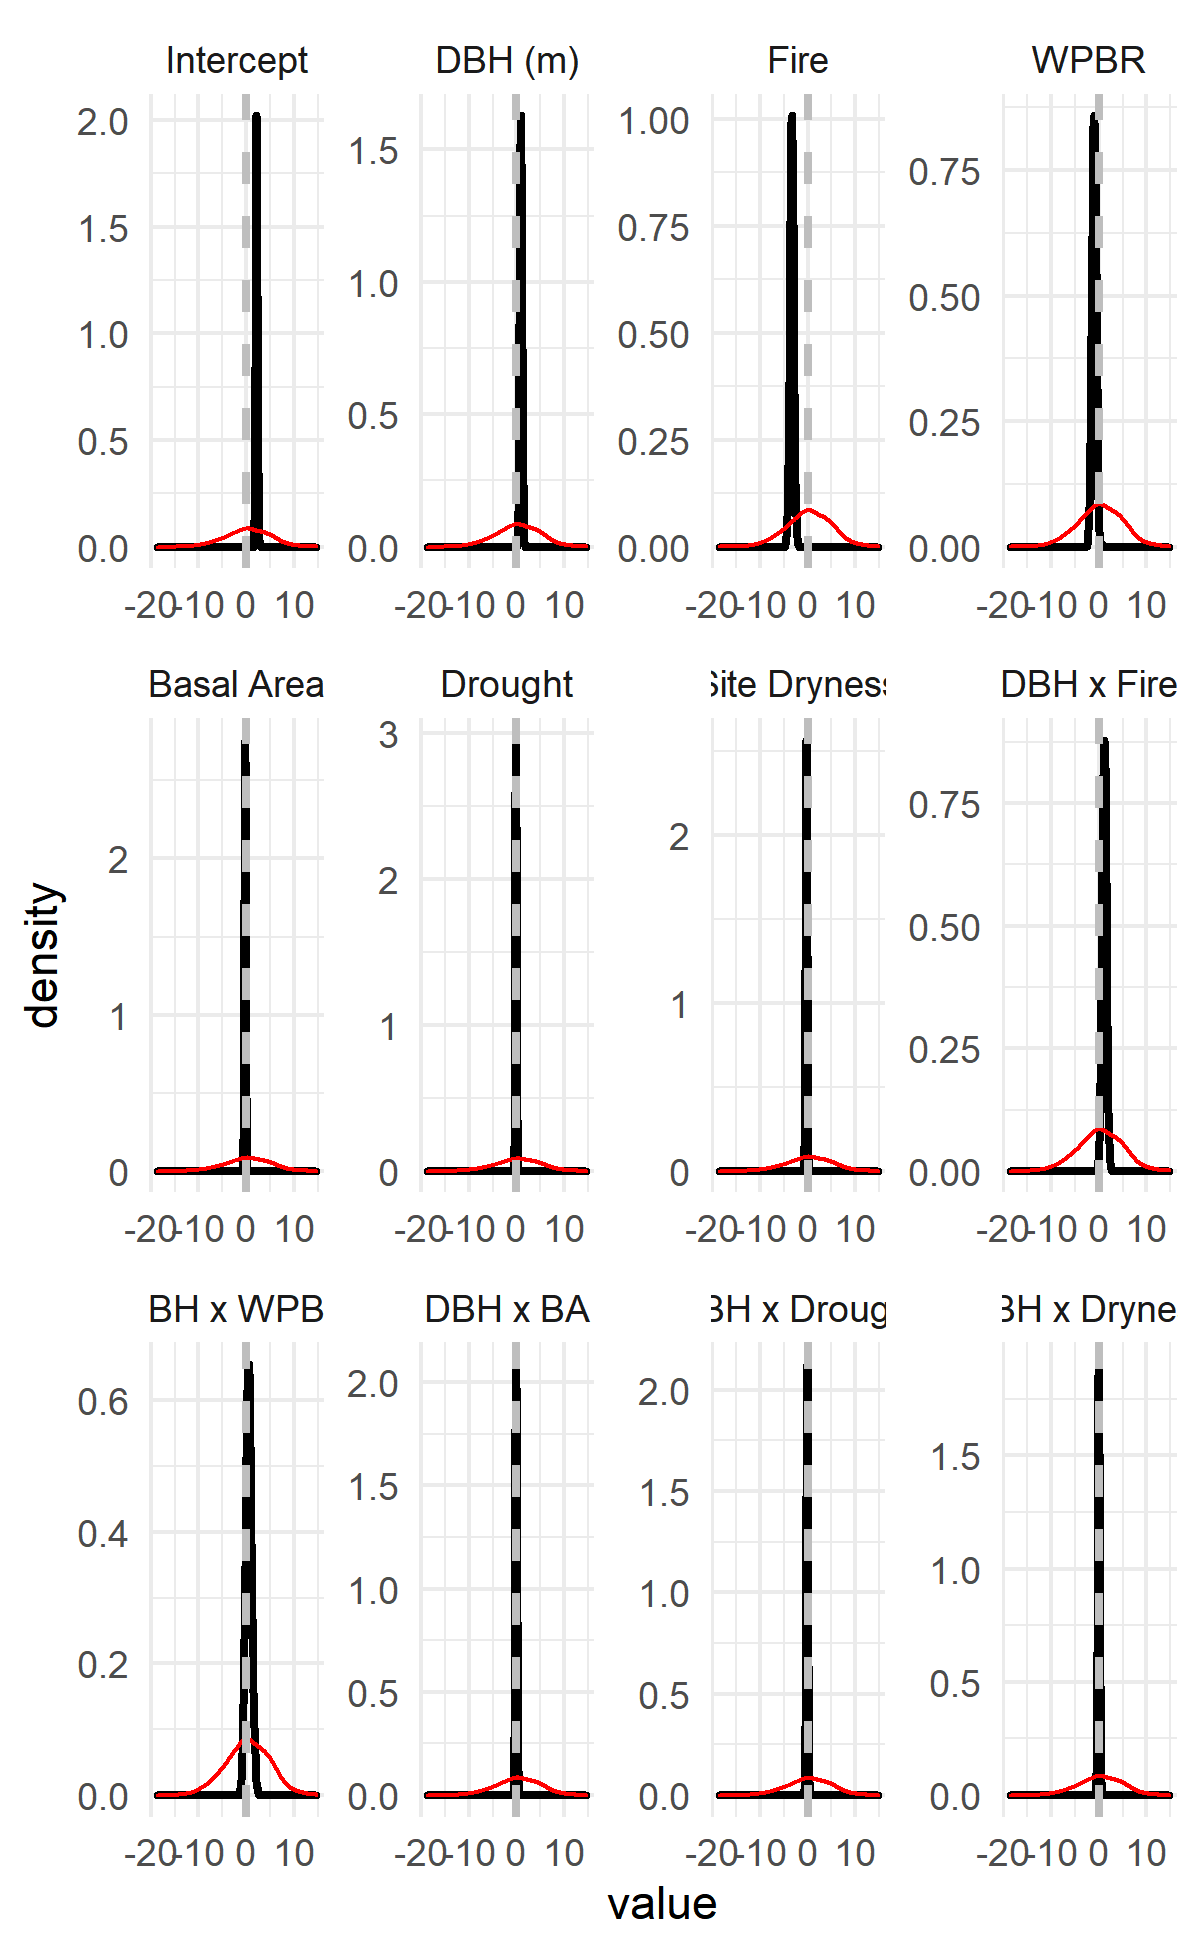 Intercept DBH (m) Fire WPBR
2.0 1.5 1.0 0.5 0.0
1.5 1.0 0.5 0.0
1.00 0.75 0.50 0.25 0.00
0.75 0.50 0.25 0.00
-20 -10 0 10 -20 -10 0 10 -20 -10 0 10 -20 -10 0 10
Basal Area Drought Site Dryness DBH x Fire
2 1 0
3 2 1 0
2 1 0
0.75 0.50 0.25 0.00
-20 -10 0 10 -20 -10 0 10 -20 -10 0 10 -20 -10 0 10
BH x WPB DBH x BA BH x Droug BH x Dryne
0.6 0.4 0.2 0.0
2.0 1.5 1.0 0.5 0.0
2.0 1.5 1.0 0.5 0.0
1.5 1.0 0.5 0.0
-20 -10 0 10 -20 -10 0 10 -20 -10 0 10 -20 -10 0 10
density
value